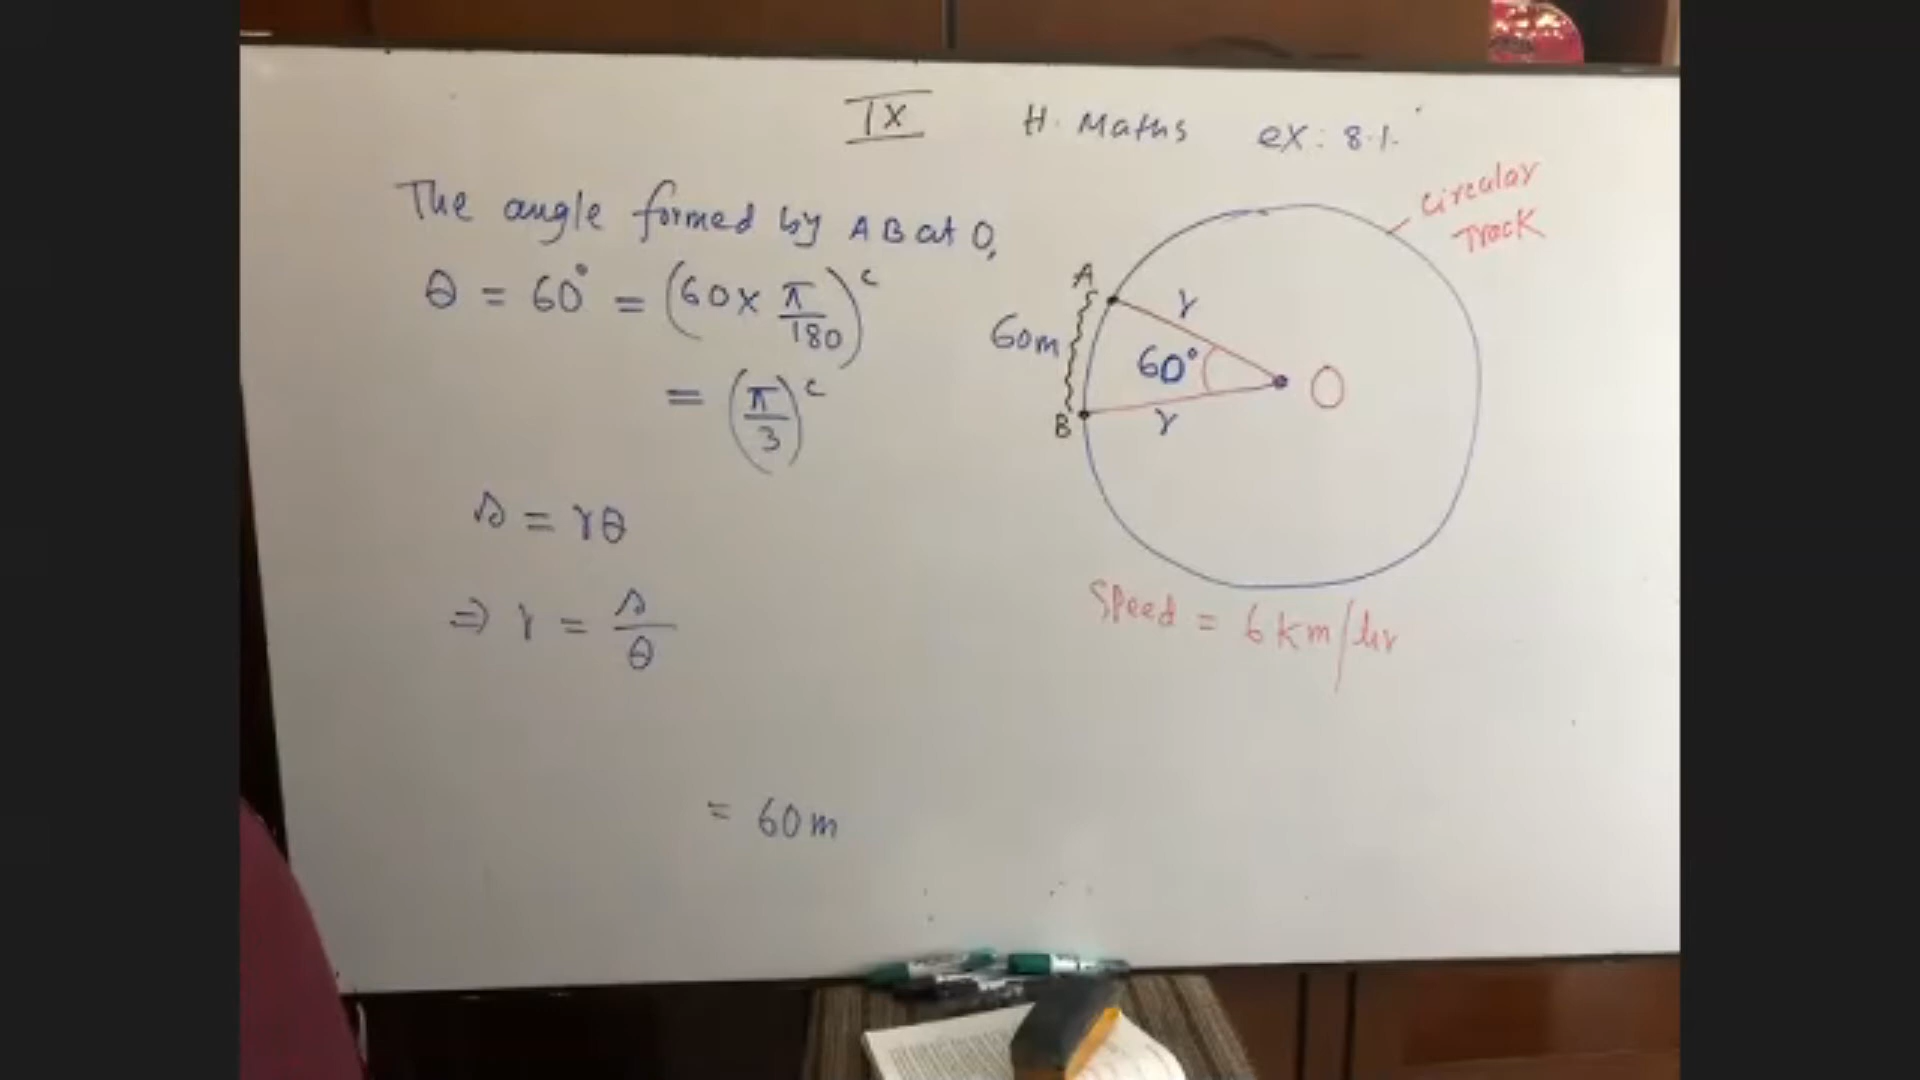 IX H. Maths ex: 8.1.
The angle formed by AB at O,
θ = 60° = (60 x π/180)ᶜ
= (π/3)ᶜ
s = rθ
⇒ r = s/θ
= 60m
circular
Track
A
r
60m
60°
O
B
r
Speed = 6 km/hr